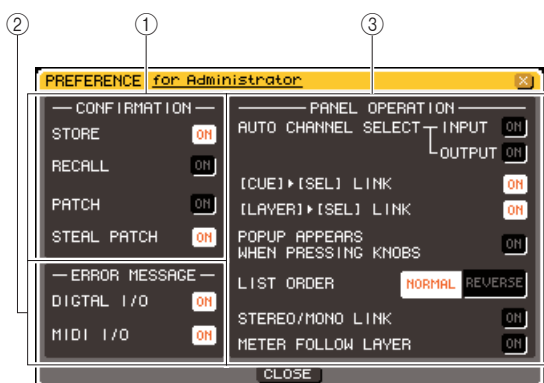 ② ① ③
PREFERENCE for Administrator
CONFIRMATION
STORE ON
RECALL ON
PATCH ON
STEAL PATCH ON
ERROR MESSAGE
DIGTAL I/O ON
MIDI I/O ON
PANEL OPERATION
AUTO CHANNEL SELECT INPUT ON
OUTPUT ON
[CUE]▸[SEL] LINK ON
[LAYER]▸[SEL] LINK ON
POPUP APPEARS
WHEN PRESSING KNOBS ON
LIST ORDER NORMAL REVERSE
STEREO/MONO LINK ON
METER FOLLOW LAYER ON
CLOSE